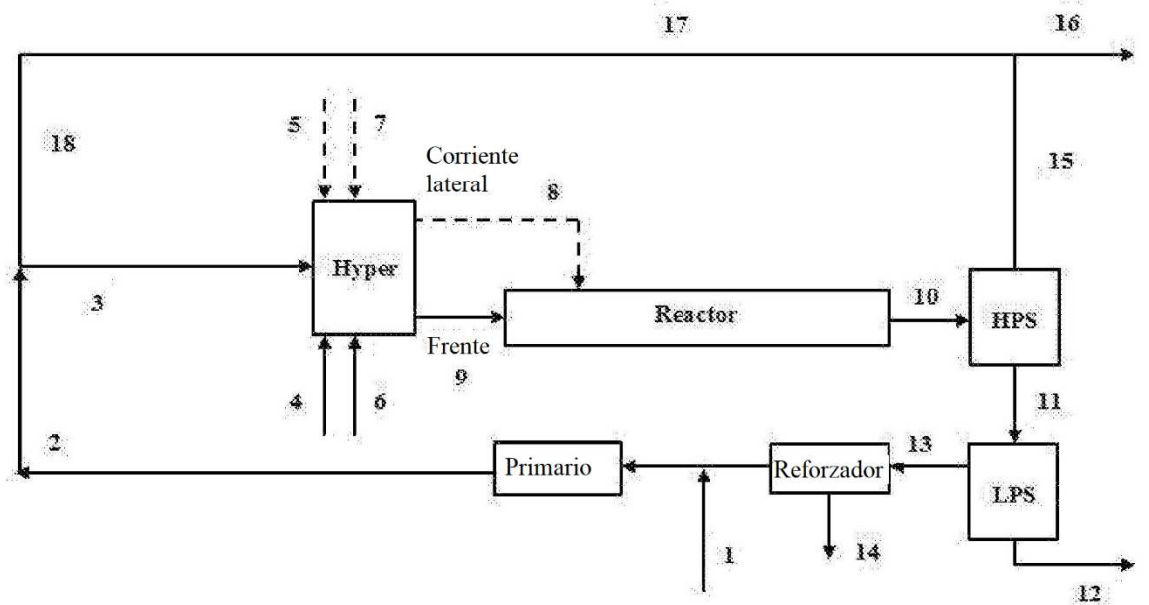 17
16
5
7
18
Corriente
lateral
8
15
Hyper
3
Reactor
10
HPS
Frente
9
4
6
11
2
13
Primario
Reforzador
LPS
1
14
12